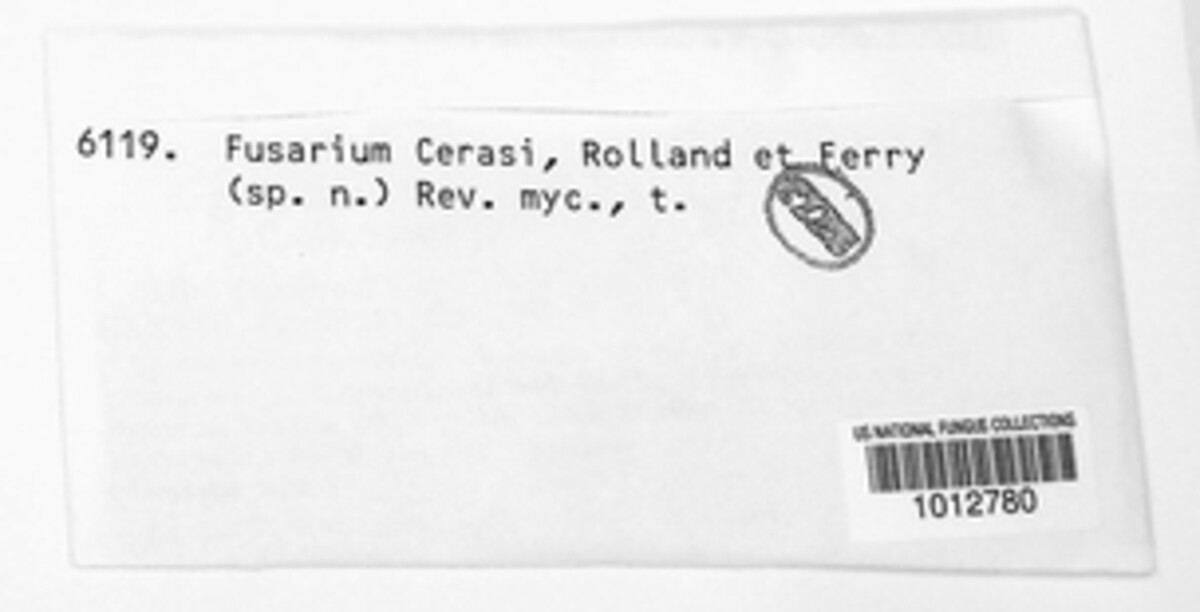 6119. Fusarium Cerasi, Rolland et Ferry
(sp. n.) Rev. myc., t.
US NATIONAL FUNGUS COLLECTIONS
1012780